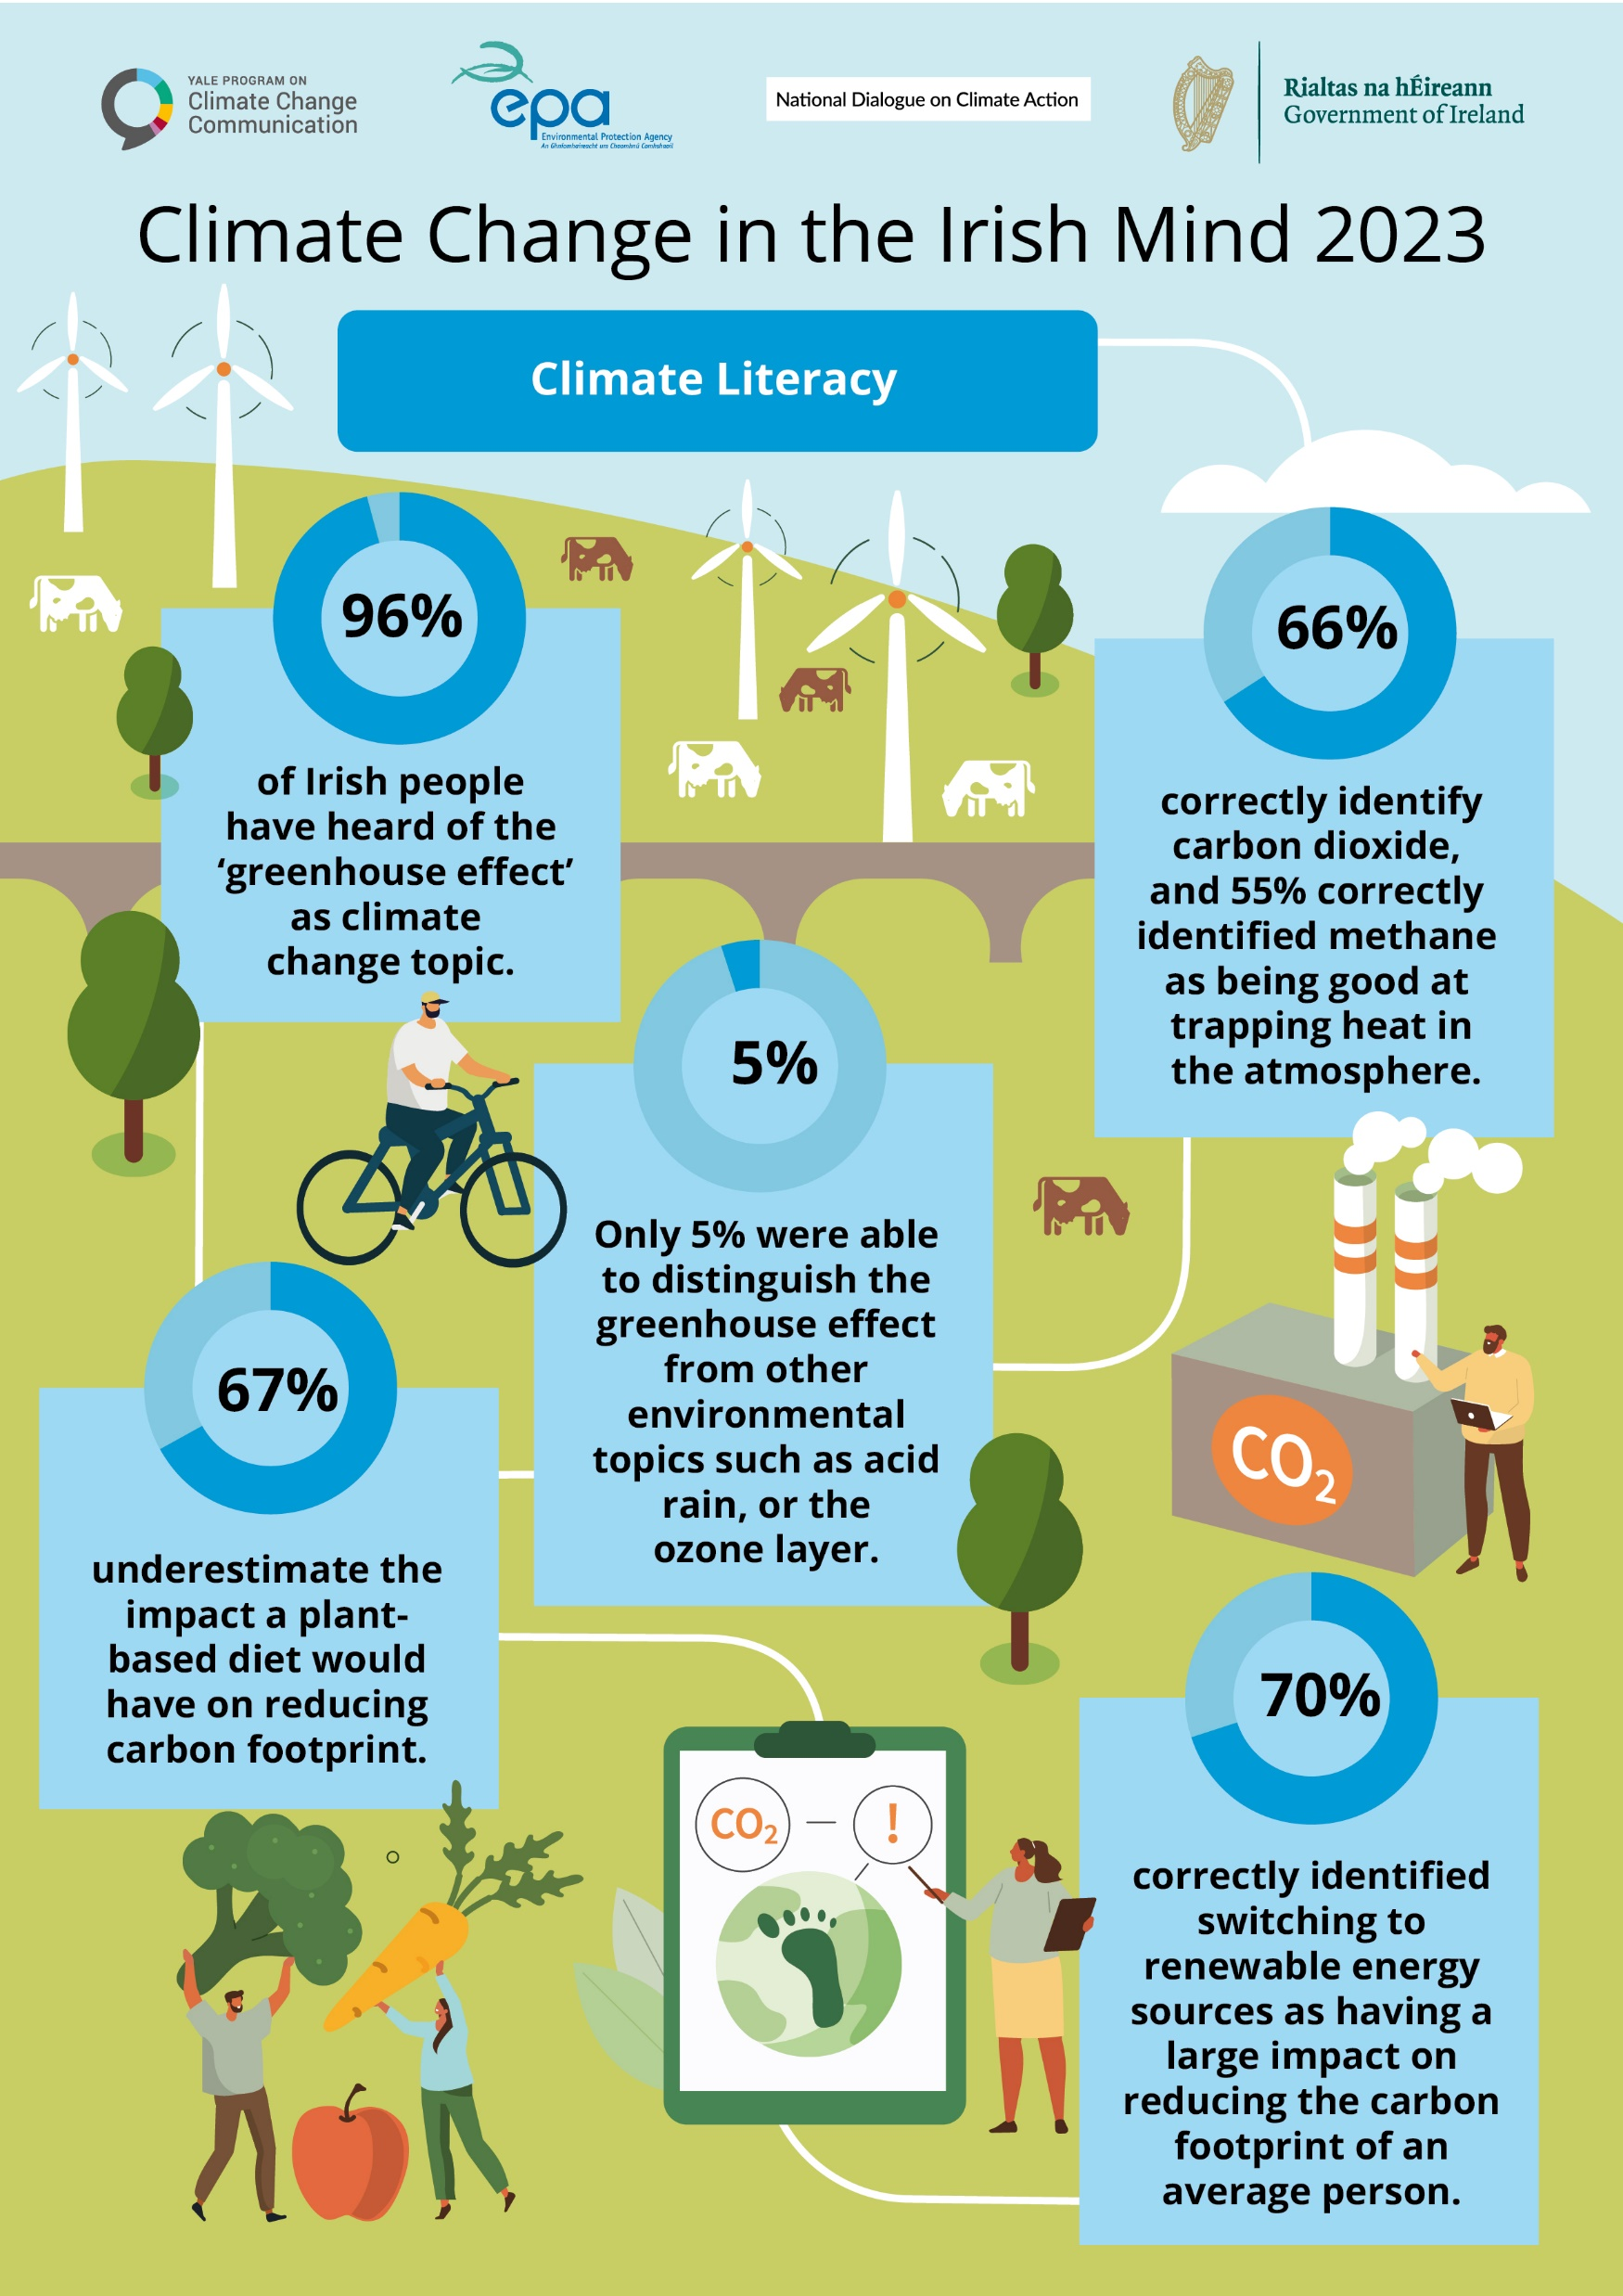 YALE PROGRAM ON
Climate Change
Communication
epa
Environmental Protection Agency
National Dialogue on Climate Action
Rialtas na hÉireann
Government of Ireland
Climate Change in the Irish Mind 2023
Climate Literacy
96%
of Irish people
have heard of the
‘greenhouse effect’
as climate
change topic.
66%
correctly identify
carbon dioxide,
and 55% correctly
identified methane
as being good at
trapping heat in
the atmosphere.
5%
Only 5% were able
to distinguish the
greenhouse effect
from other
environmental
topics such as acid
rain, or the
ozone layer.
67%
underestimate the
impact a plant-
based diet would
have on reducing
carbon footprint.
CO₂
CO₂
!
70%
correctly identified
switching to
renewable energy
sources as having a
large impact on
reducing the carbon
footprint of an
average person.